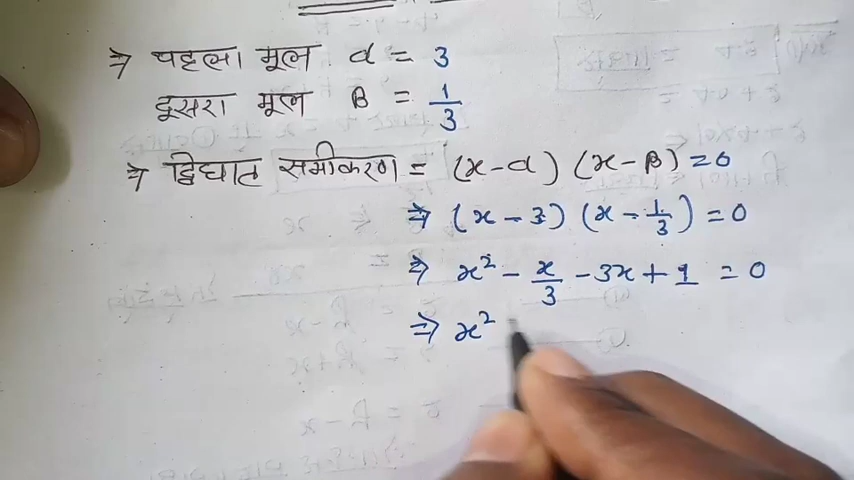 ⇒ पहला मूल α = 3
दूसरा मूल β = 1/3
⇒ द्विघात समीकरण = (x - α) (x - β) = 0
⇒ (x - 3) (x - 1/3) = 0
⇒ x² - x/3 - 3x + 1 = 0
⇒ x²